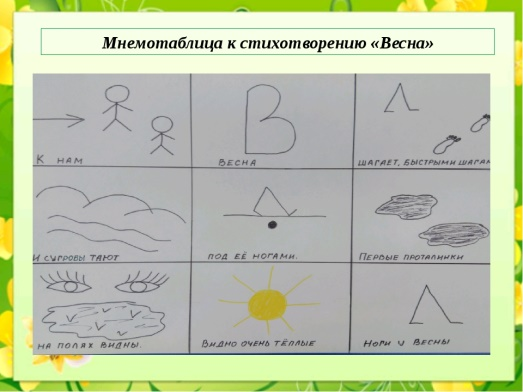 Мнемотаблица к стихотворению «Весна»
К НАМ
В
ВЕСНА
ШАГАЕТ, БЫСТРЫМИ ШАГАМ
И СУГРОБЫ ТАЮТ
ПОД ЕЁ НОГАМИ.
ПЕРВЫЕ ПРОТАЛИНКИ
НА ПОЛЯХ ВИДНЫ.
ВИДНО ОЧЕНЬ ТЁПЛЫЕ
НОГИ У ВЕСНЫ